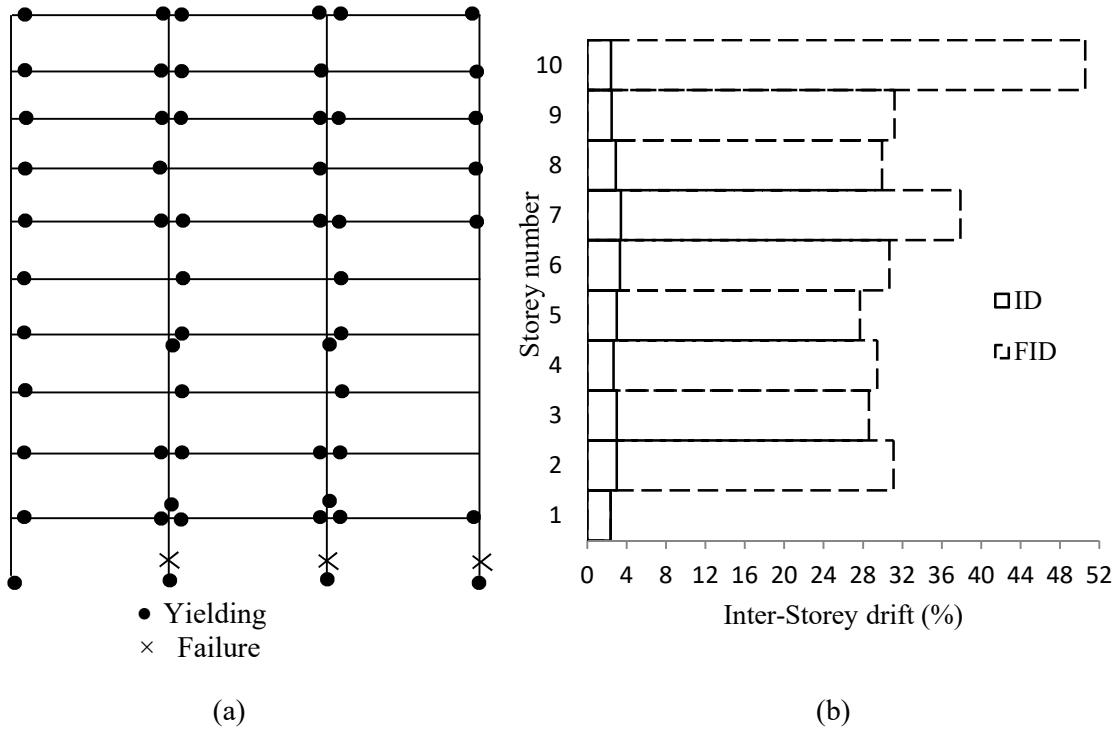 ● Yielding
× Failure
(a)
Storey number
10
9
8
7
6
5
4
3
2
1
0 4 8 12 16 20 24 28 32 36 40 44 48 52
Inter-Storey drift (%)
ID
FID
(b)